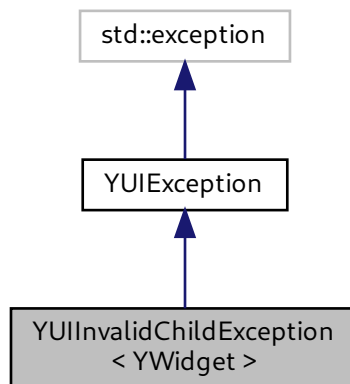 std::exception
YUIException
YUIInvalidChildException
< YWidget >